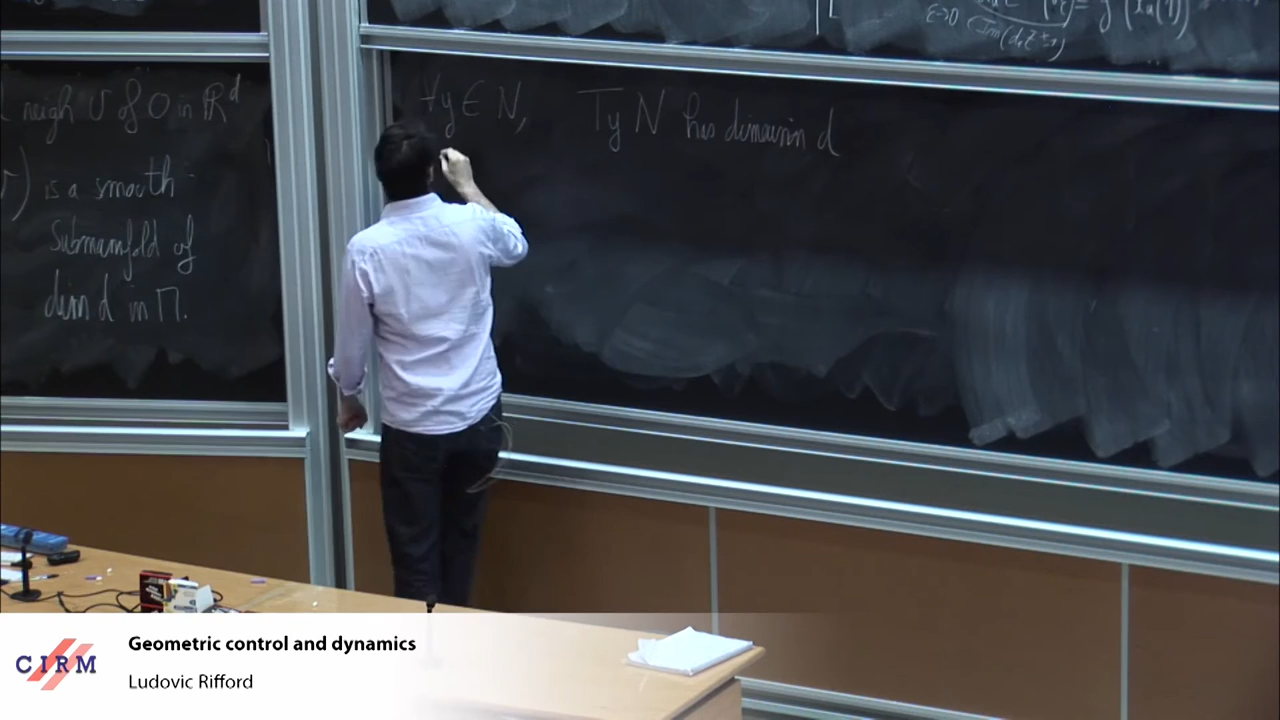 neigh U of 0 in ℝ^d
) is a smooth
Submanifold of
dim d in M.
∀y ∈ N, T_y N has dimension d
ε→0
CIRM
Geometric control and dynamics
Ludovic Rifford